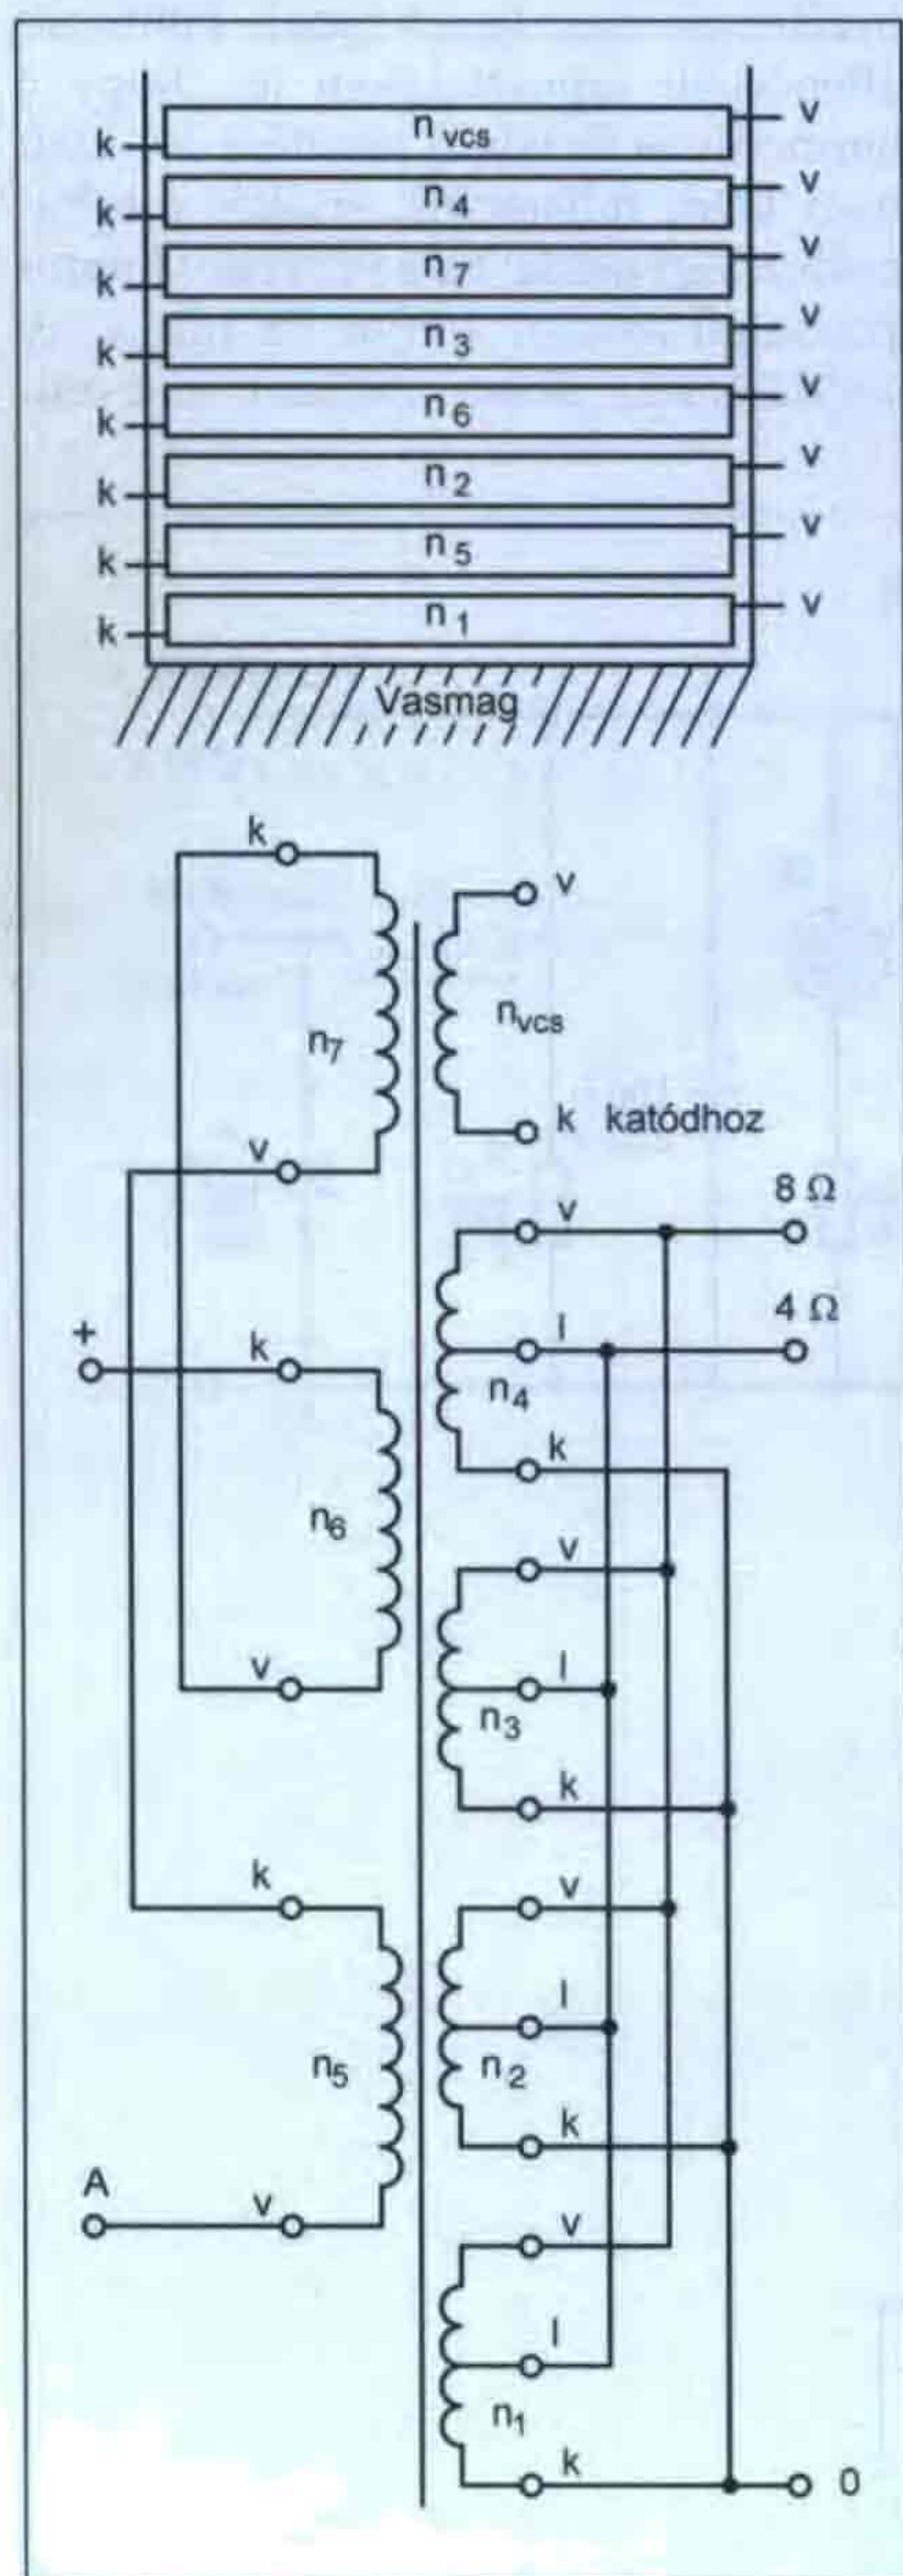 k n vcs v
k n 4 v
k n 7 v
k n 3 v
k n 6 v
k n 2 v
k n 5 v
k n 1 v
Vasmag
k
v
n7
nvcs
v
k katódhoz
v 8 Ω
+
k
l 4 Ω
n4
k
n6
v
v
l
n3
k
k
v
l
n5
n2
k
A
v
v
l
n1
k 0